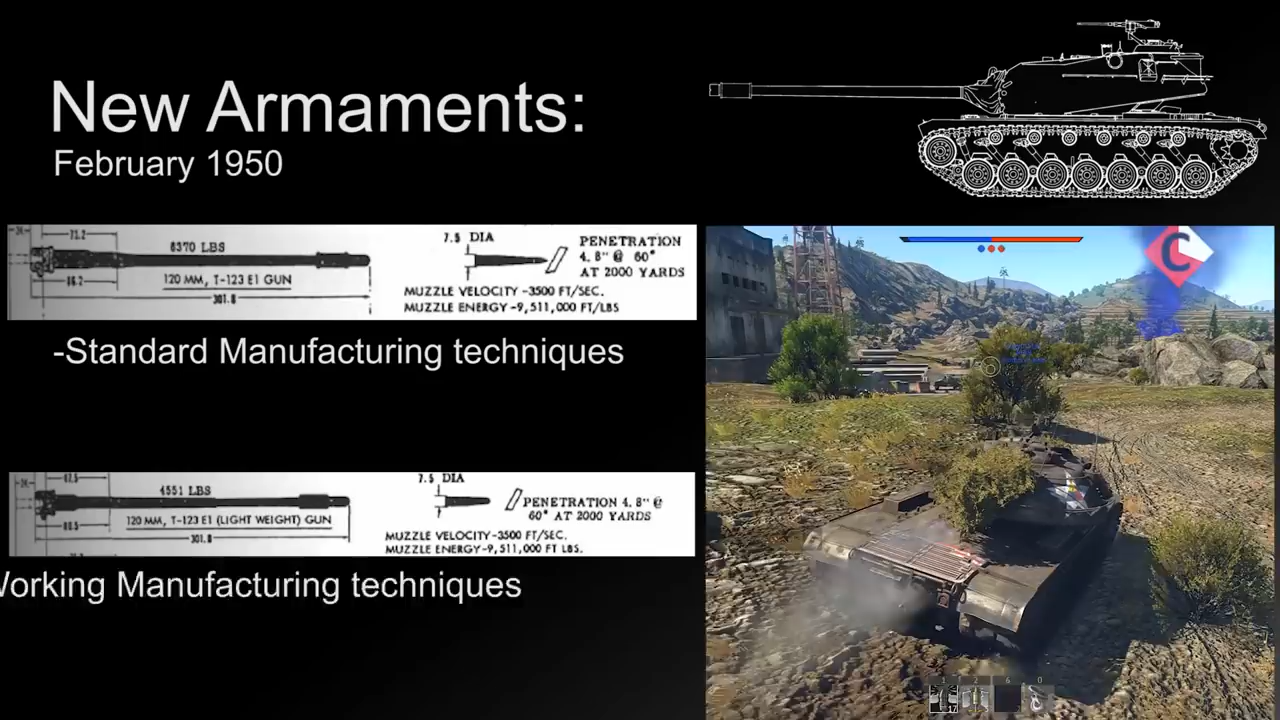 New Armaments:
February 1950
71.2
6370 LBS
120 MM, T-123 E1 GUN
301.8
7.5 DIA
PENETRATION
4.8" @ 60°
AT 2000 YARDS
MUZZLE VELOCITY -3500 FT/SEC.
MUZZLE ENERGY -9,511,000 FT/LBS
-Standard Manufacturing techniques
4551 LBS
120 MM, T-123 E1 (LIGHT WEIGHT) GUN
301.8
7.5 DIA
PENETRATION 4.8" @
60° AT 2000 YARDS
MUZZLE VELOCITY -3500 FT/SEC.
MUZZLE ENERGY-9,511,000 FT LBS.
Working Manufacturing techniques
C